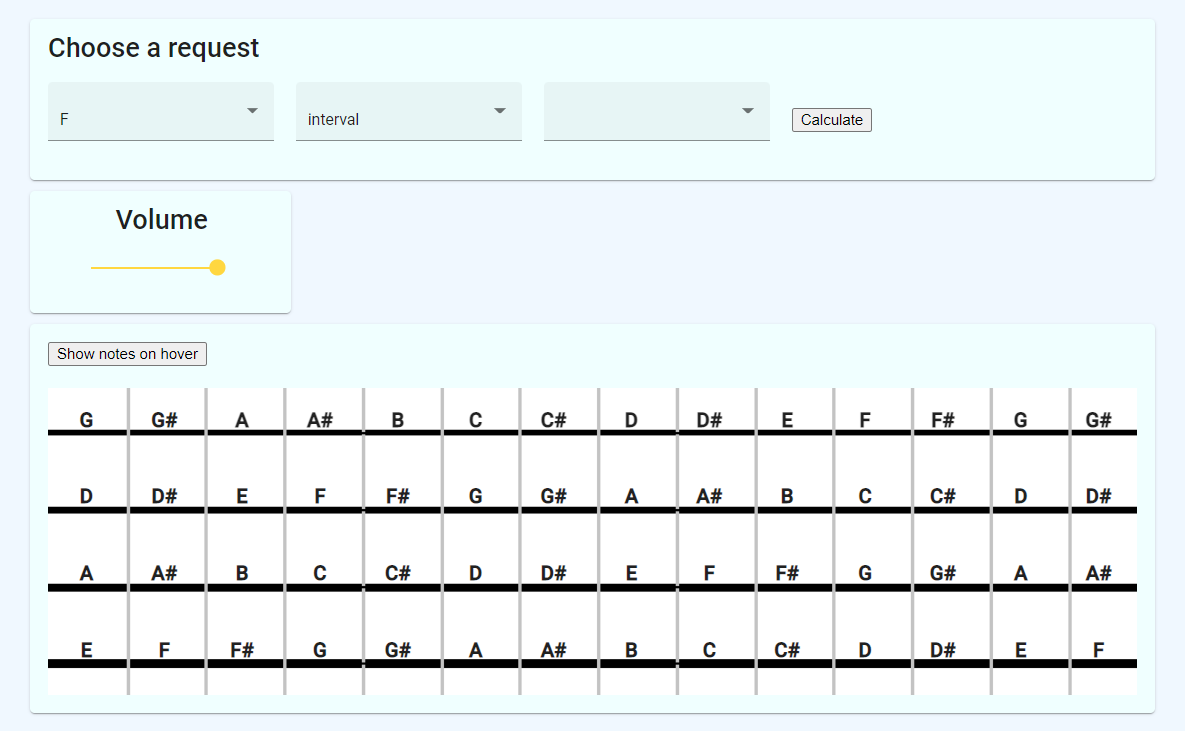 Choose a request
F interval Calculate
Volume
Show notes on hover
G G# A A# B C C# D D# E F F# G G#
D D# E F F# G G# A A# B C C# D D#
A A# B C C# D D# E F F# G G# A A#
E F F# G G# A A# B C C# D D# E F